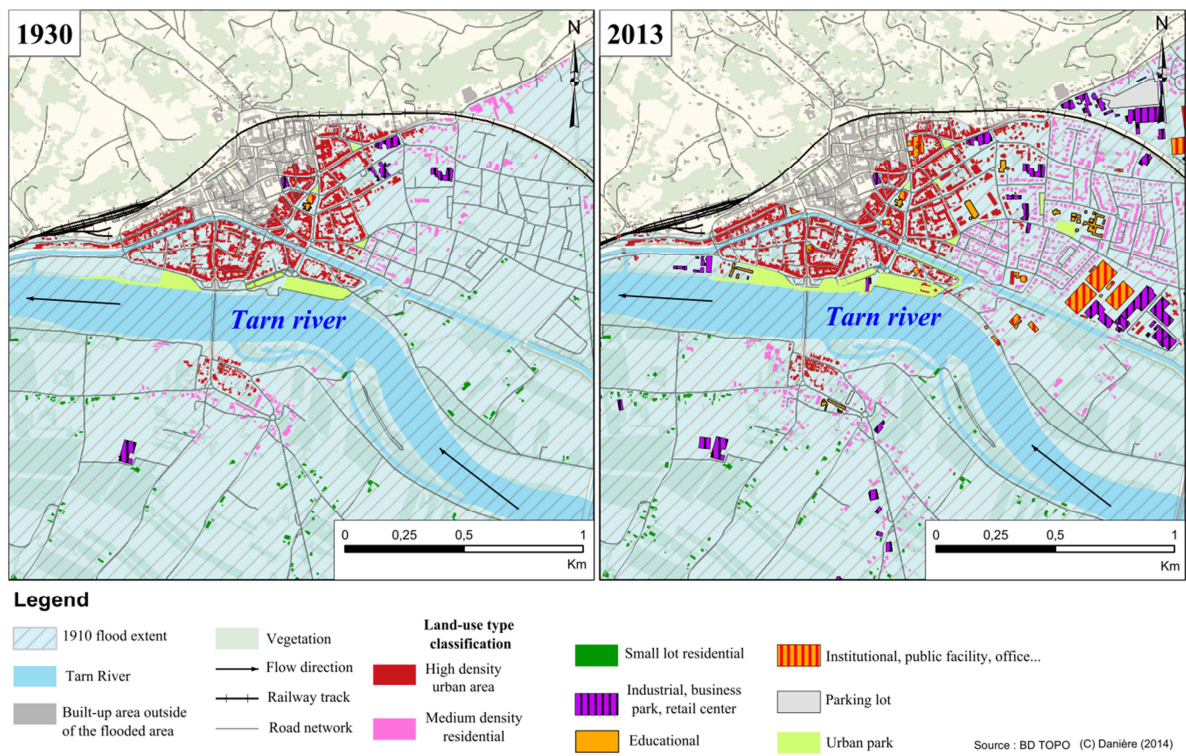 1930
N
Tarn river
0 0,25 0,5 1
Km
2013
N
Tarn river
0 0,25 0,5 1
Km
Legend
1910 flood extent
Tarn River
Built-up area outside
of the flooded area
Vegetation
Flow direction
Railway track
Road network
Land-use type
classification
High density
urban area
Medium density
residential
Small lot residential
Industrial, business
park, retail center
Educational
Institutional, public facility, office...
Parking lot
Urban park
Source : BD TOPO (C) Danière (2014)